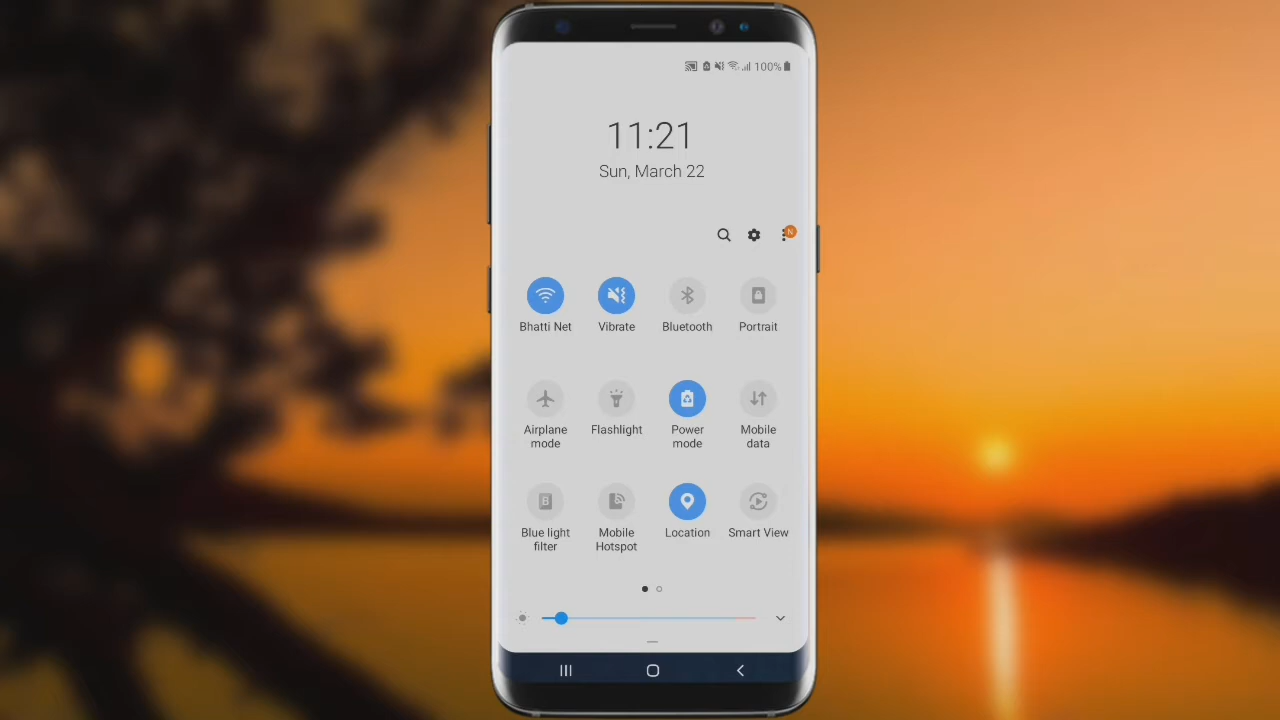 100%
11:21
Sun, March 22
N
Bhatti Net
Vibrate
Bluetooth
Portrait
Airplane
mode
Flashlight
Power
mode
Mobile
data
B
Blue light
filter
Mobile
Hotspot
Location
Smart View